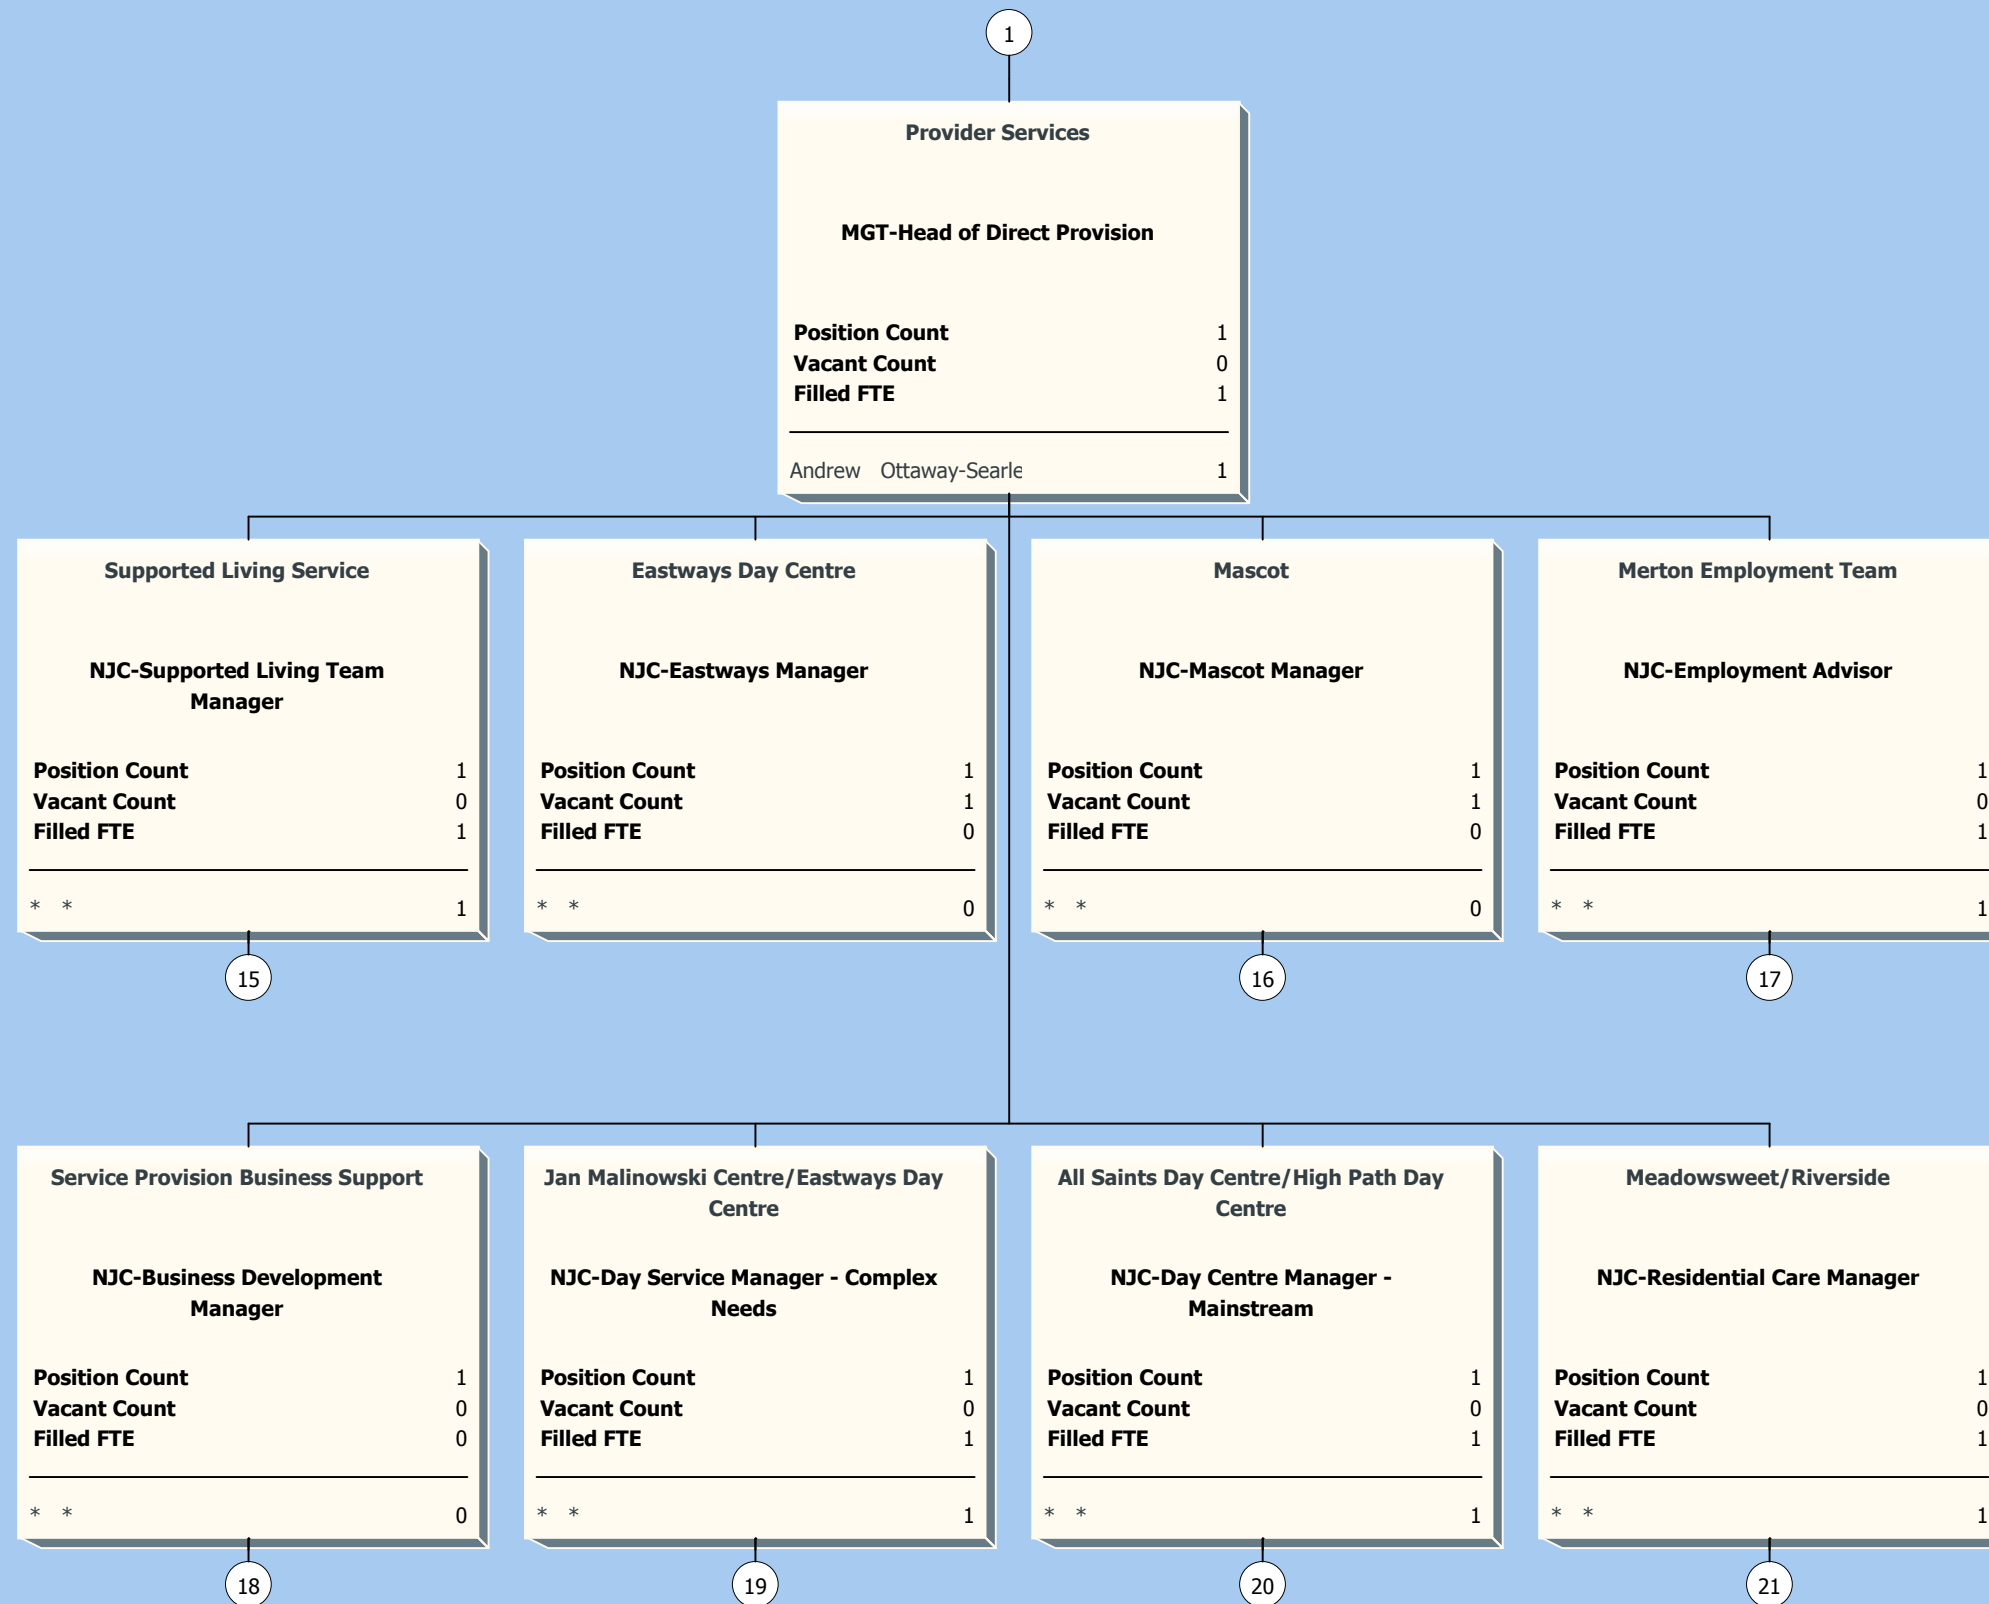 1
Provider Services
MGT-Head of Direct Provision
Position Count 1
Vacant Count 0
Filled FTE 1
Andrew Ottaway-Searle 1
Supported Living Service
NJC-Supported Living Team
Manager
Position Count 1
Vacant Count 0
Filled FTE 1
* * 1
15
Eastways Day Centre
NJC-Eastways Manager
Position Count 1
Vacant Count 1
Filled FTE 0
* * 0
Mascot
NJC-Mascot Manager
Position Count 1
Vacant Count 1
Filled FTE 0
* * 0
16
Merton Employment Team
NJC-Employment Advisor
Position Count 1
Vacant Count 0
Filled FTE 1
* * 1
17
Service Provision Business Support
NJC-Business Development
Manager
Position Count 1
Vacant Count 0
Filled FTE 0
* * 0
18
Jan Malinowski Centre/Eastways Day
Centre
NJC-Day Service Manager - Complex
Needs
Position Count 1
Vacant Count 0
Filled FTE 1
* * 1
19
All Saints Day Centre/High Path Day
Centre
NJC-Day Centre Manager -
Mainstream
Position Count 1
Vacant Count 0
Filled FTE 1
* * 1
20
Meadowsweet/Riverside
NJC-Residential Care Manager
Position Count 1
Vacant Count 0
Filled FTE 1
* * 1
21